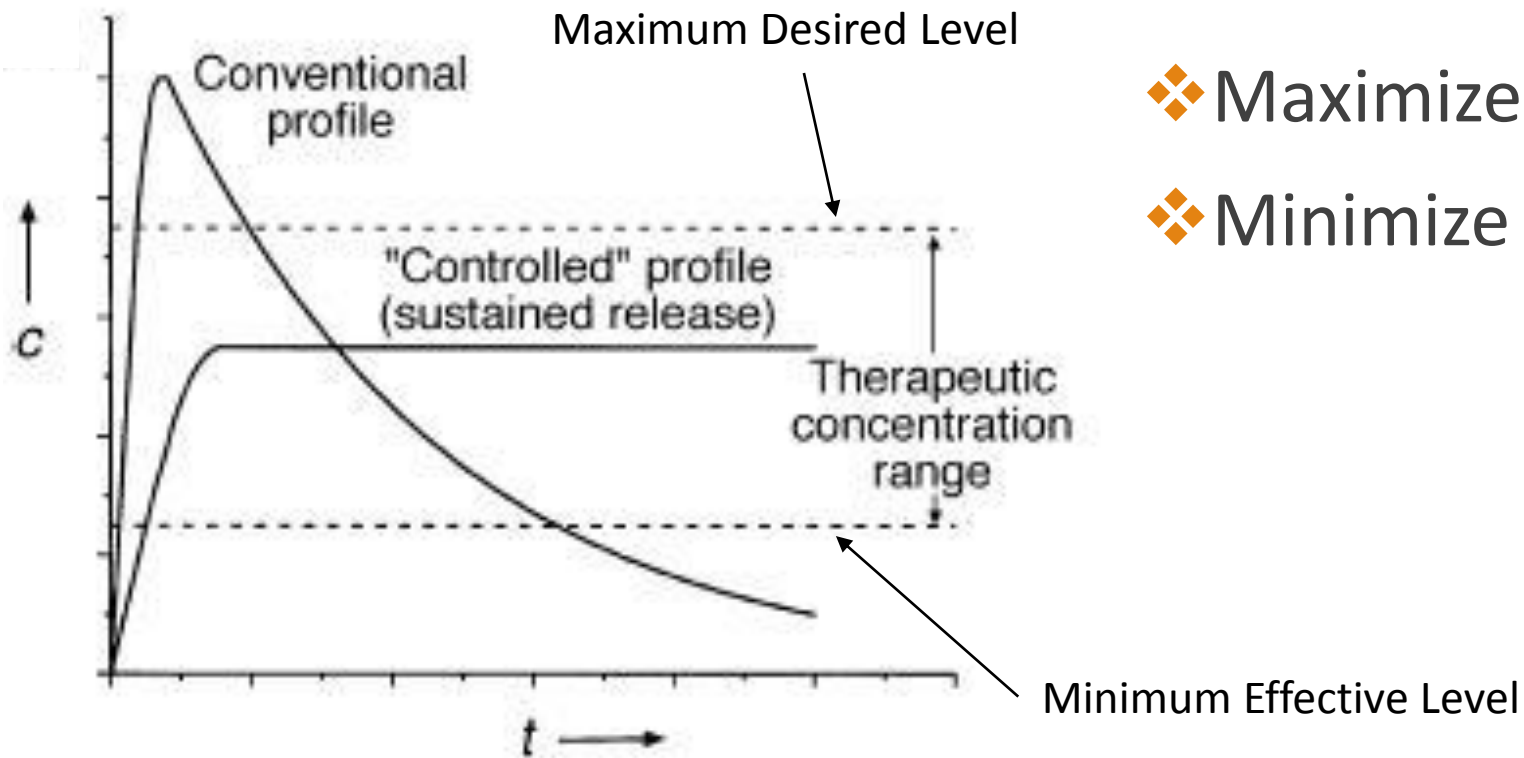 Maximum Desired Level
Conventional
profile
❖Maximize
❖Minimize
"Controlled" profile
(sustained release)
c
Therapeutic
concentration
range
Minimum Effective Level
t